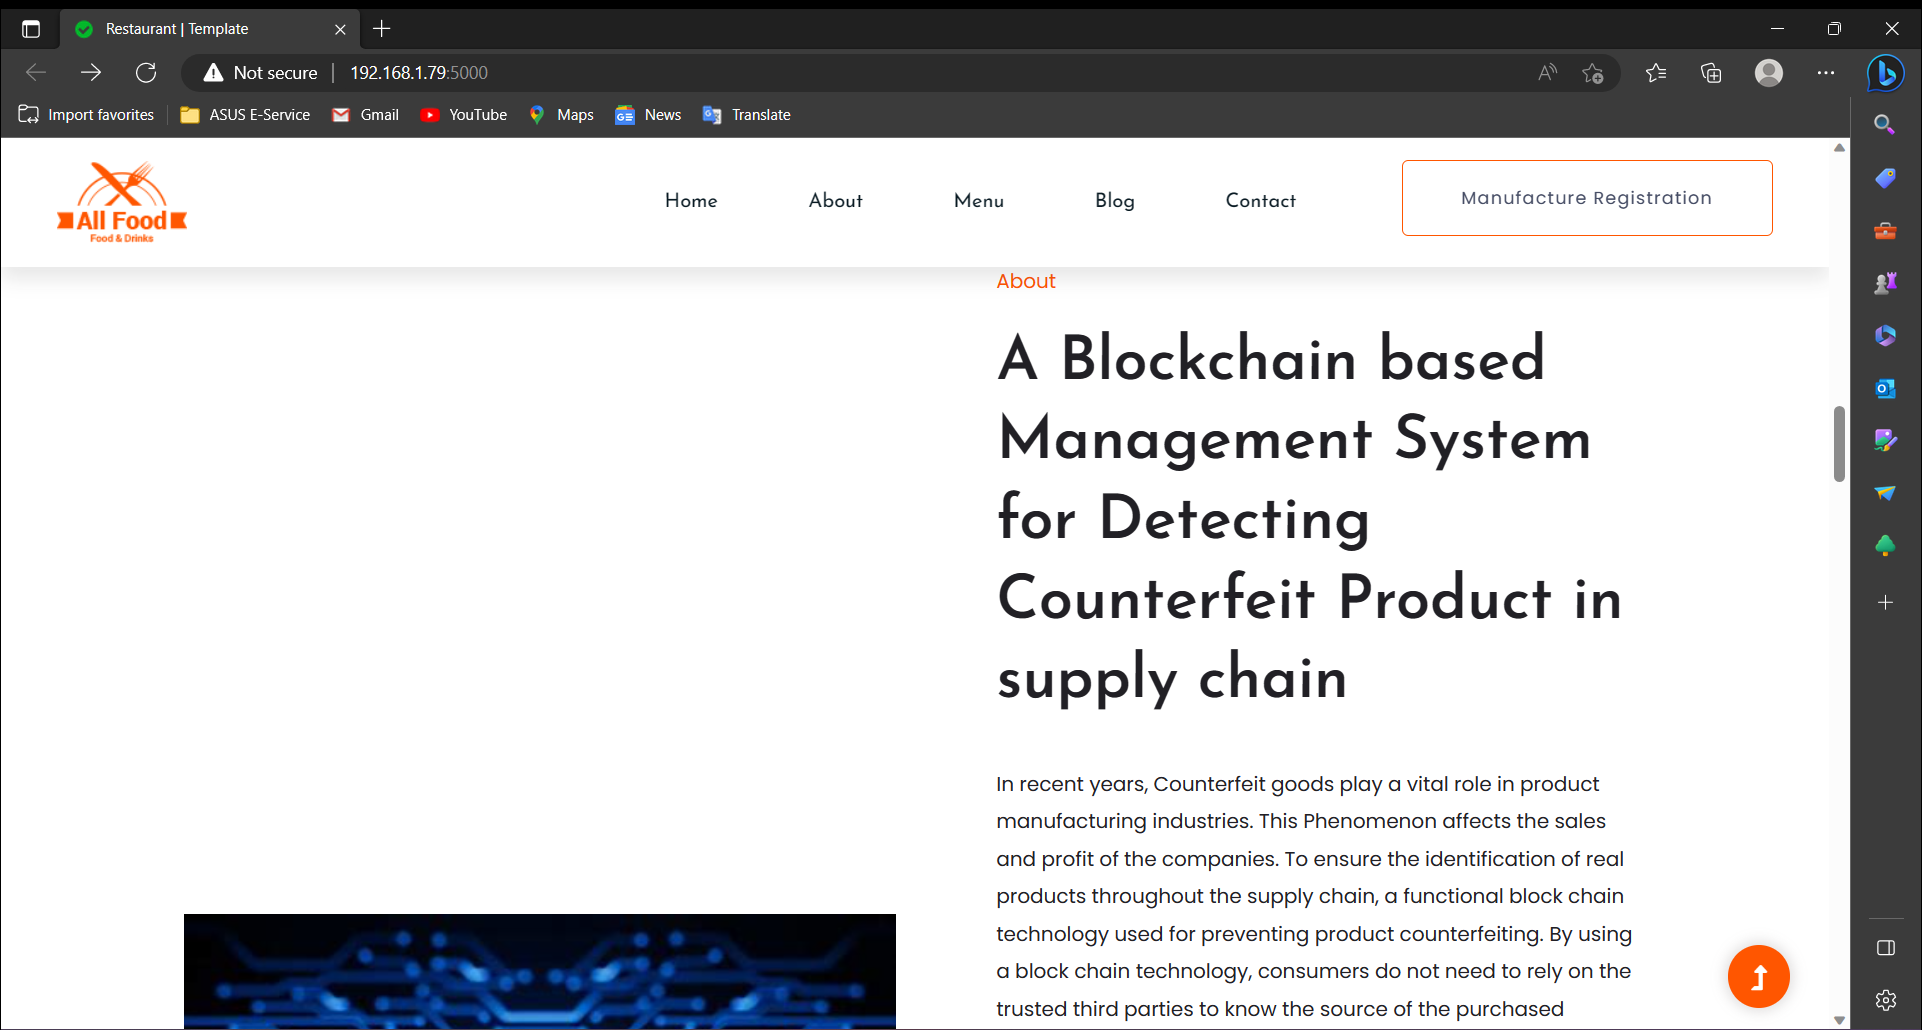 Restaurant | Template
Not secure
192.168.1.79:5000
Import favorites
ASUS E-Service
Gmail
YouTube
Maps
News
Translate
All Food
Food & Drinks
Home
About
Menu
Blog
Contact
Manufacture Registration
About
A Blockchain based
Management System
for Detecting
Counterfeit Product in
supply chain
In recent years, Counterfeit goods play a vital role in product
manufacturing industries. This Phenomenon affects the sales
and profit of the companies. To ensure the identification of real
products throughout the supply chain, a functional block chain
technology used for preventing product counterfeiting. By using
a block chain technology, consumers do not need to rely on the
trusted third parties to know the source of the purchased